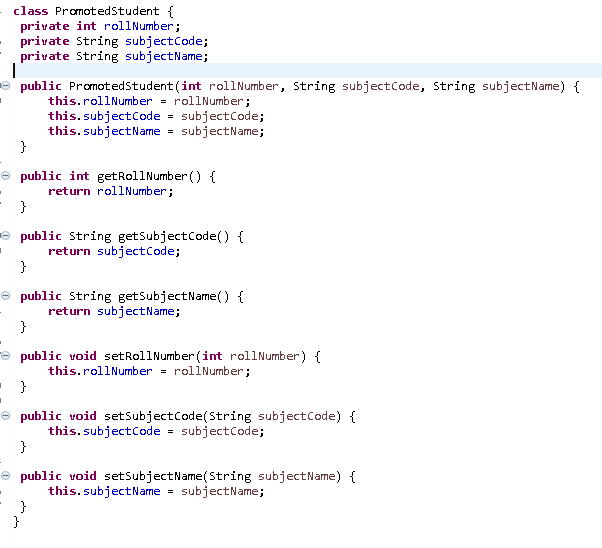 class PromotedStudent {
private int rollNumber;
private String subjectCode;
private String subjectName;
public PromotedStudent(int rollNumber, String subjectCode, String subjectName) {
this.rollNumber = rollNumber;
this.subjectCode = subjectCode;
this.subjectName = subjectName;
}
public int getRollNumber() {
return rollNumber;
}
public String getSubjectCode() {
return subjectCode;
}
public String getSubjectName() {
return subjectName;
}
public void setRollNumber(int rollNumber) {
this.rollNumber = rollNumber;
}
public void setSubjectCode(String subjectCode) {
this.subjectCode = subjectCode;
}
public void setSubjectName(String subjectName) {
this.subjectName = subjectName;
}
}